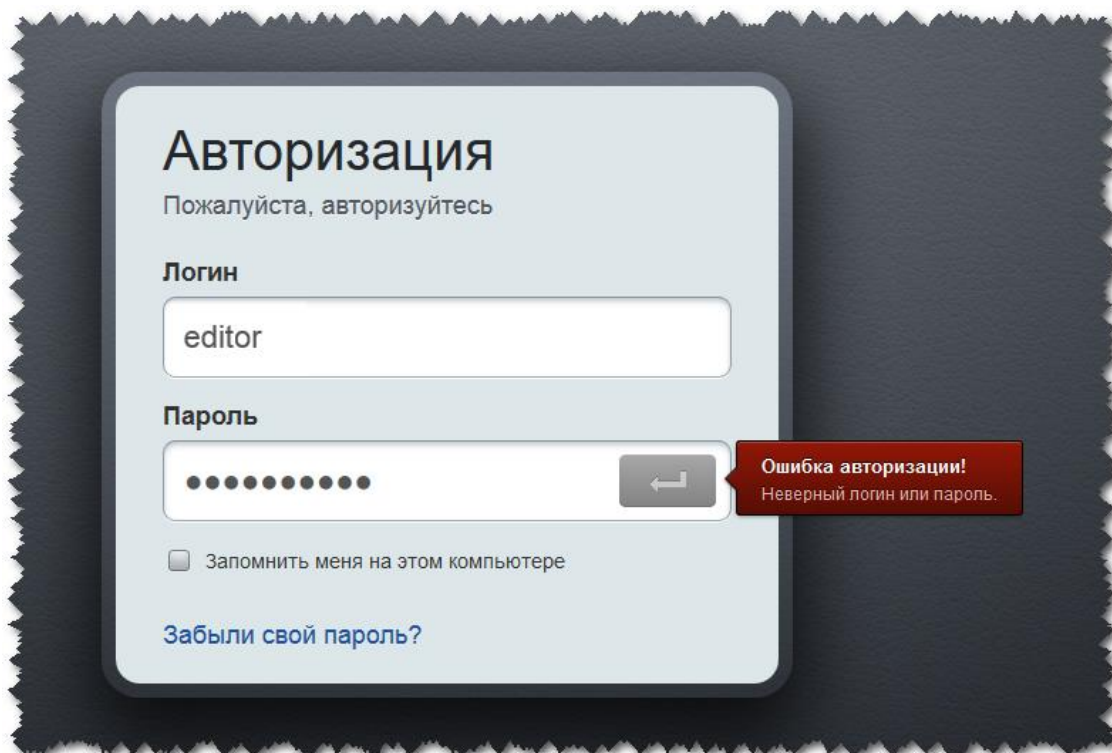 Авторизация
Пожалуйста, авторизуйтесь
Логин
editor
Пароль
●●●●●●●●●●
Ошибка авторизации!
Неверный логин или пароль.
Запомнить меня на этом компьютере
Забыли свой пароль?